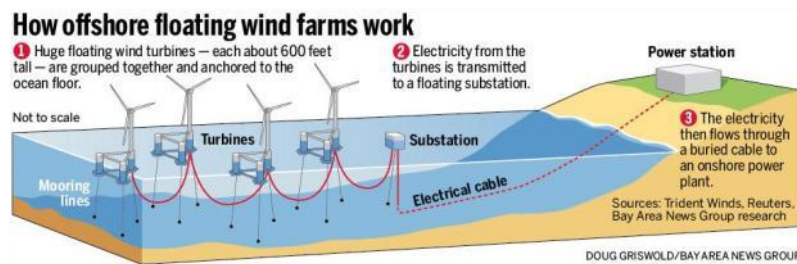 How offshore floating wind farms work
1 Huge floating wind turbines — each about 600 feet
tall — are grouped together and anchored to the
ocean floor.
2 Electricity from the
turbines is transmitted
to a floating substation.
Power station
Not to scale
Turbines
Substation
3 The electricity
then flows through
a buried cable to
an onshore power
plant.
Mooring
lines
Electrical cable
Sources: Trident Winds, Reuters,
Bay Area News Group research
DOUG GRISWOLD/BAY AREA NEWS GROUP